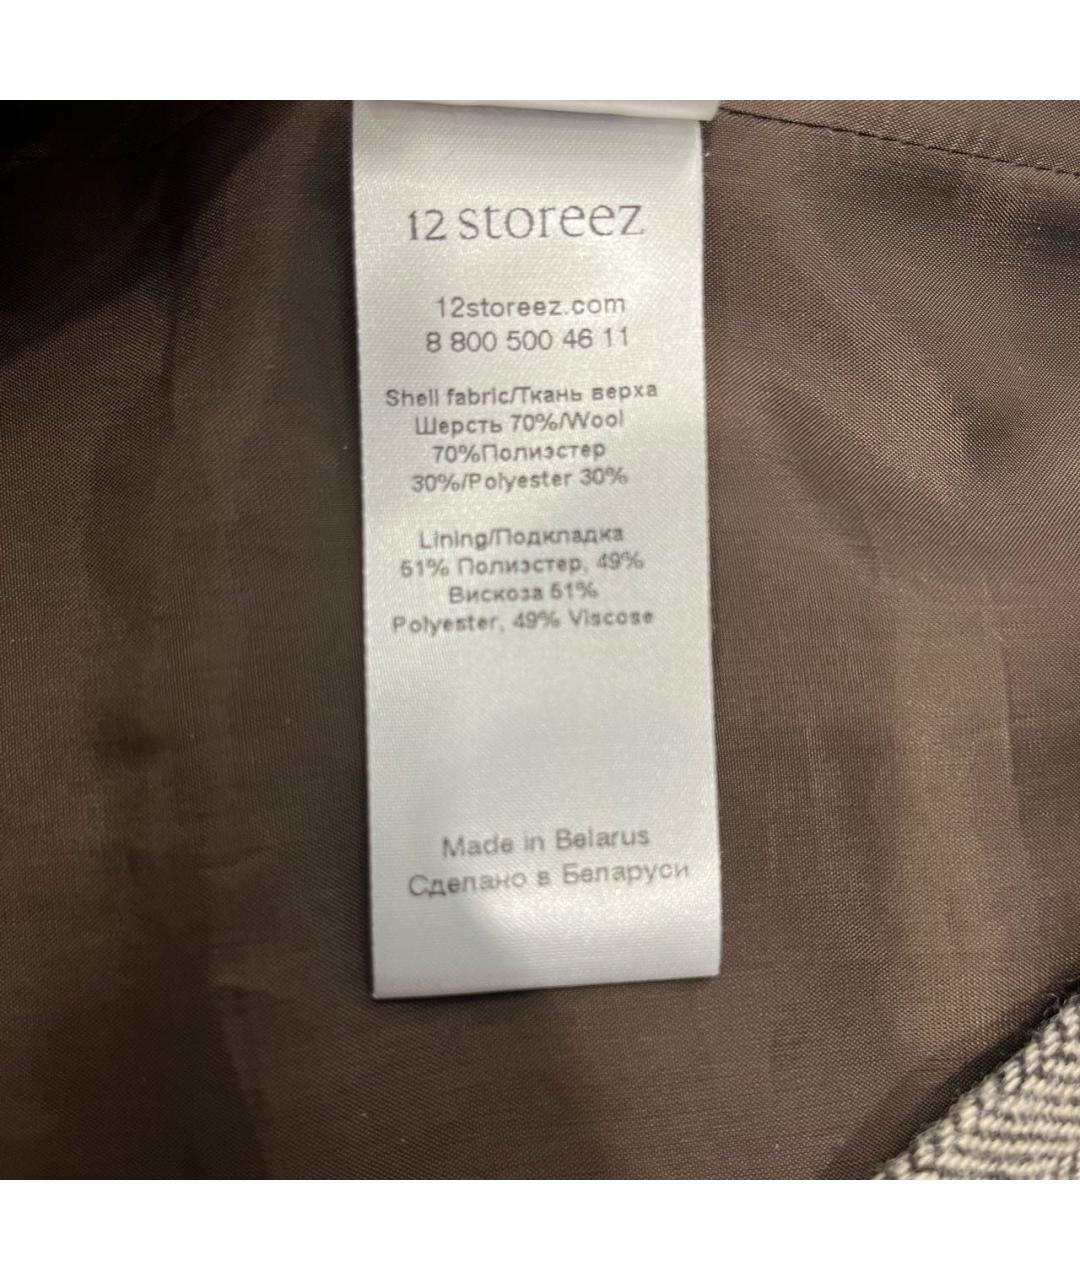 12 storeez
12storeez.com
8 800 500 46 11
Shell fabric/Ткань верха
Шерсть 70%/Wool
70%Полиэстер
30%/Polyester 30%
Lining/Подкладка
51% Полиэстер, 49%
Вискоза 51%
Polyester, 49% Viscose
Made in Belarus
Сделано в Беларуси